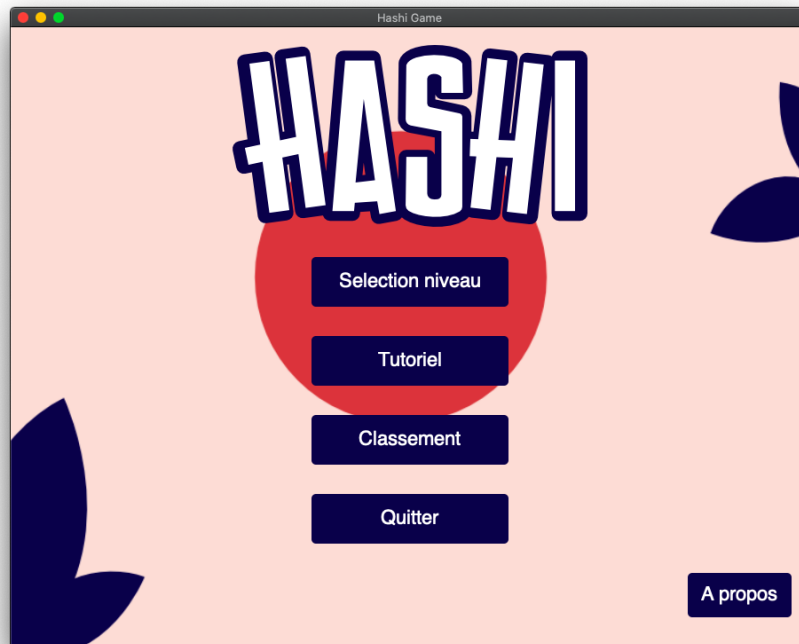 Hashi Game
HASHI
Selection niveau
Tutoriel
Classement
Quitter
A propos